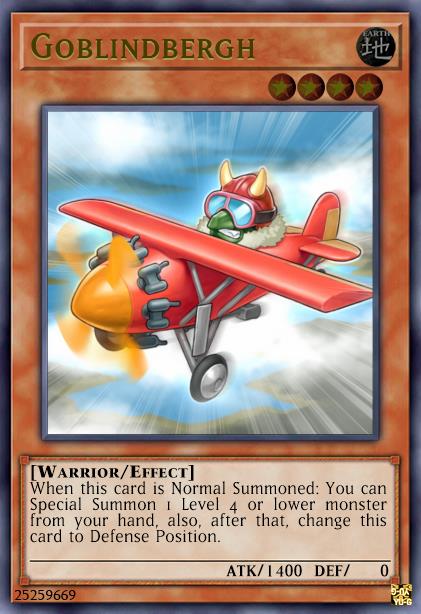 GOBLINDBERGH
EARTH
地
[WARRIOR/EFFECT]
When this card is Normal Summoned: You can
Special Summon 1 Level 4 or lower monster
from your hand, also, after that, change this
card to Defense Position.
ATK/1400 DEF/ 0
25259669